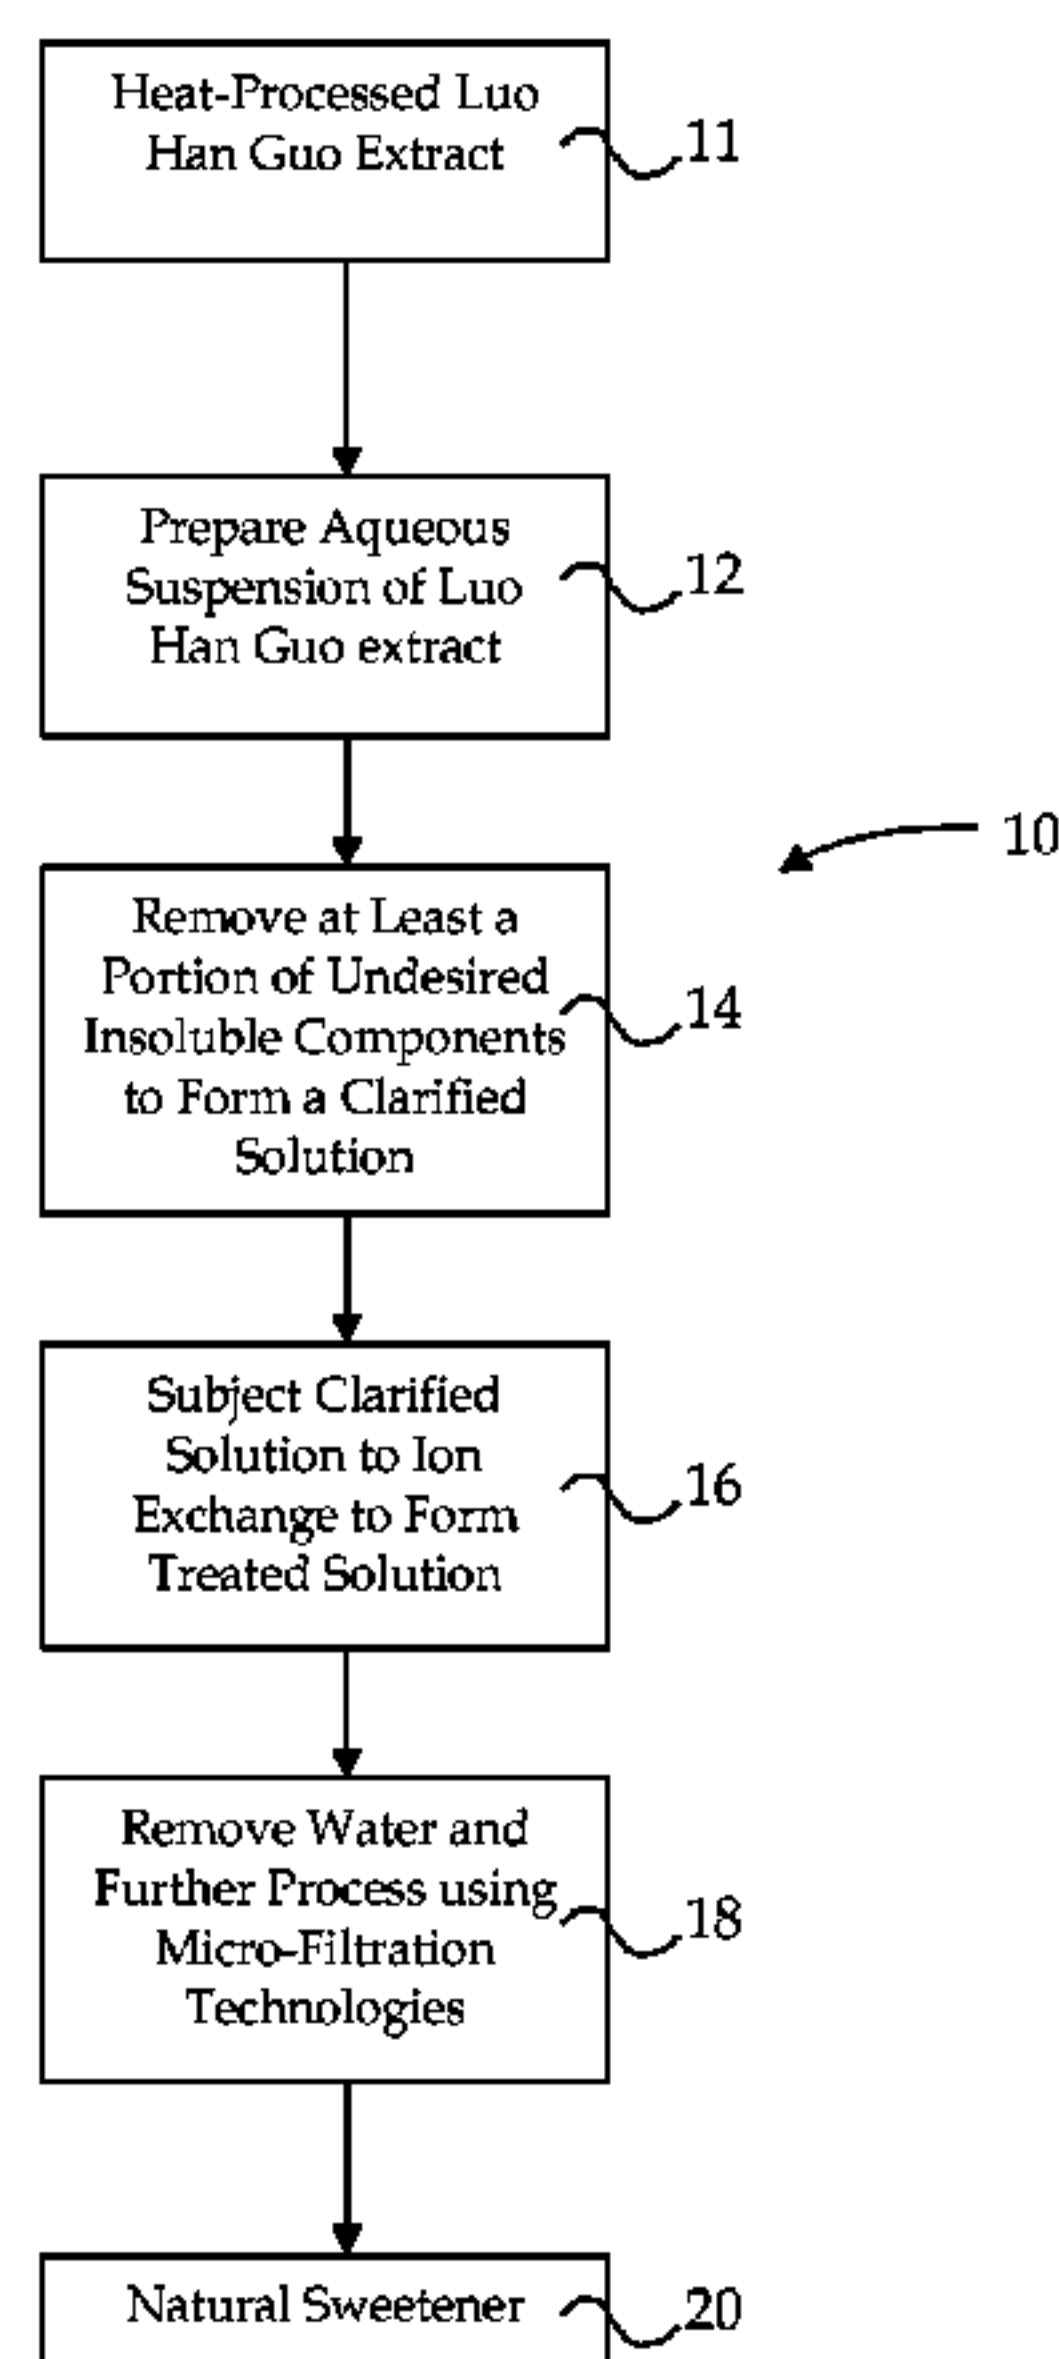 Heat-Processed Luo
Han Guo Extract
11
Prepare Aqueous
Suspension of Luo
Han Guo extract
12
10
Remove at Least a
Portion of Undesired
Insoluble Components
to Form a Clarified
Solution
14
Subject Clarified
Solution to Ion
Exchange to Form
Treated Solution
16
Remove Water and
Further Process using
Micro-Filtration
Technologies
18
Natural Sweetener
20